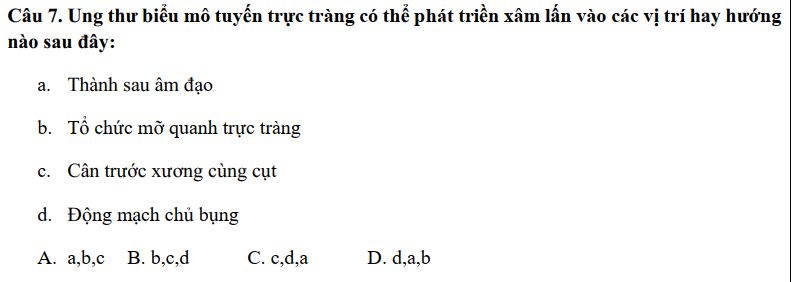 Câu 7. Ung thư biểu mô tuyến trực tràng có thể phát triền xâm lấn vào các vị trí hay hướng
nào sau đây:
a. Thành sau âm đạo
b. Tổ chức mỡ quanh trực tràng
c. Cân trước xương cùng cụt
d. Động mạch chủ bụng
A. a,b,c B. b,c,d C. c,d,a D. d,a,b